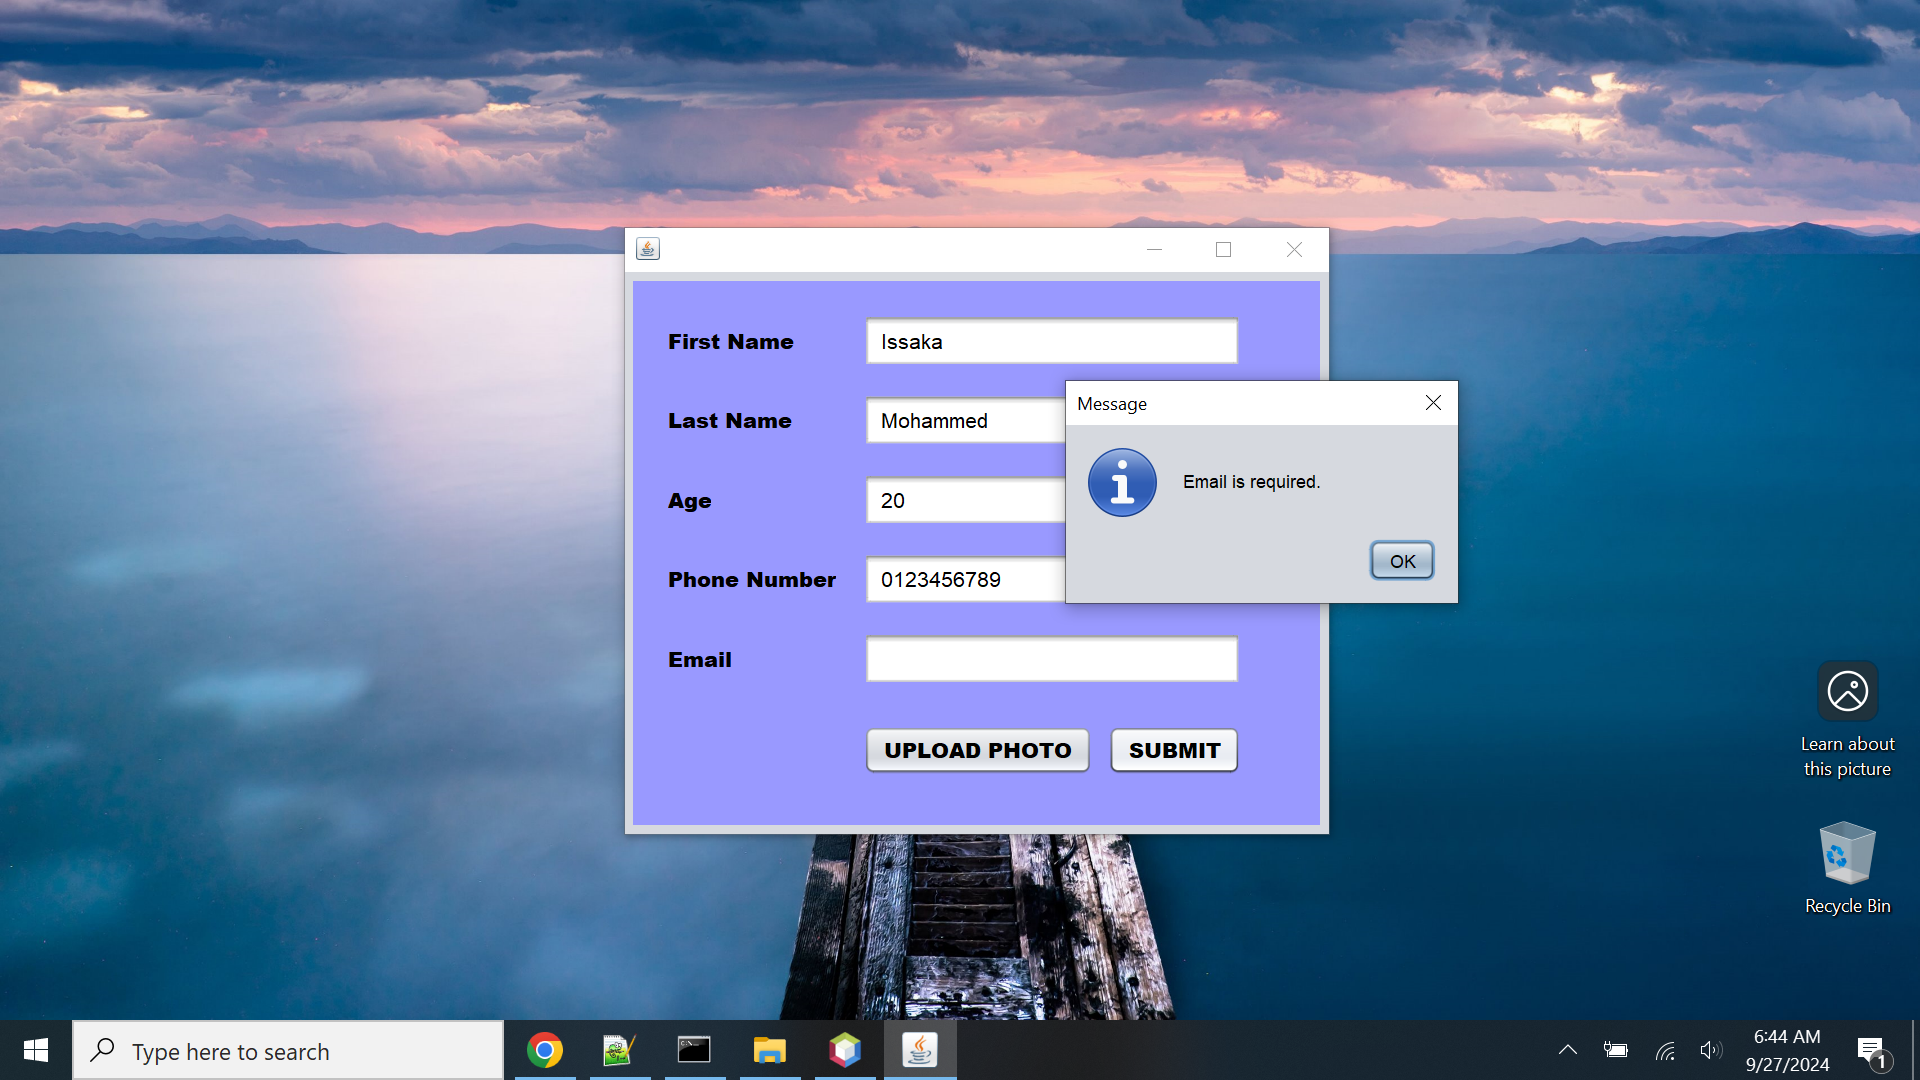 First Name
Issaka
Last Name
Mohammed
Age
20
Phone Number
0123456789
Email
UPLOAD PHOTO
SUBMIT
Message
Email is required.
OK
Learn about
this picture
Recycle Bin
Type here to search
6:44 AM
9/27/2024
1